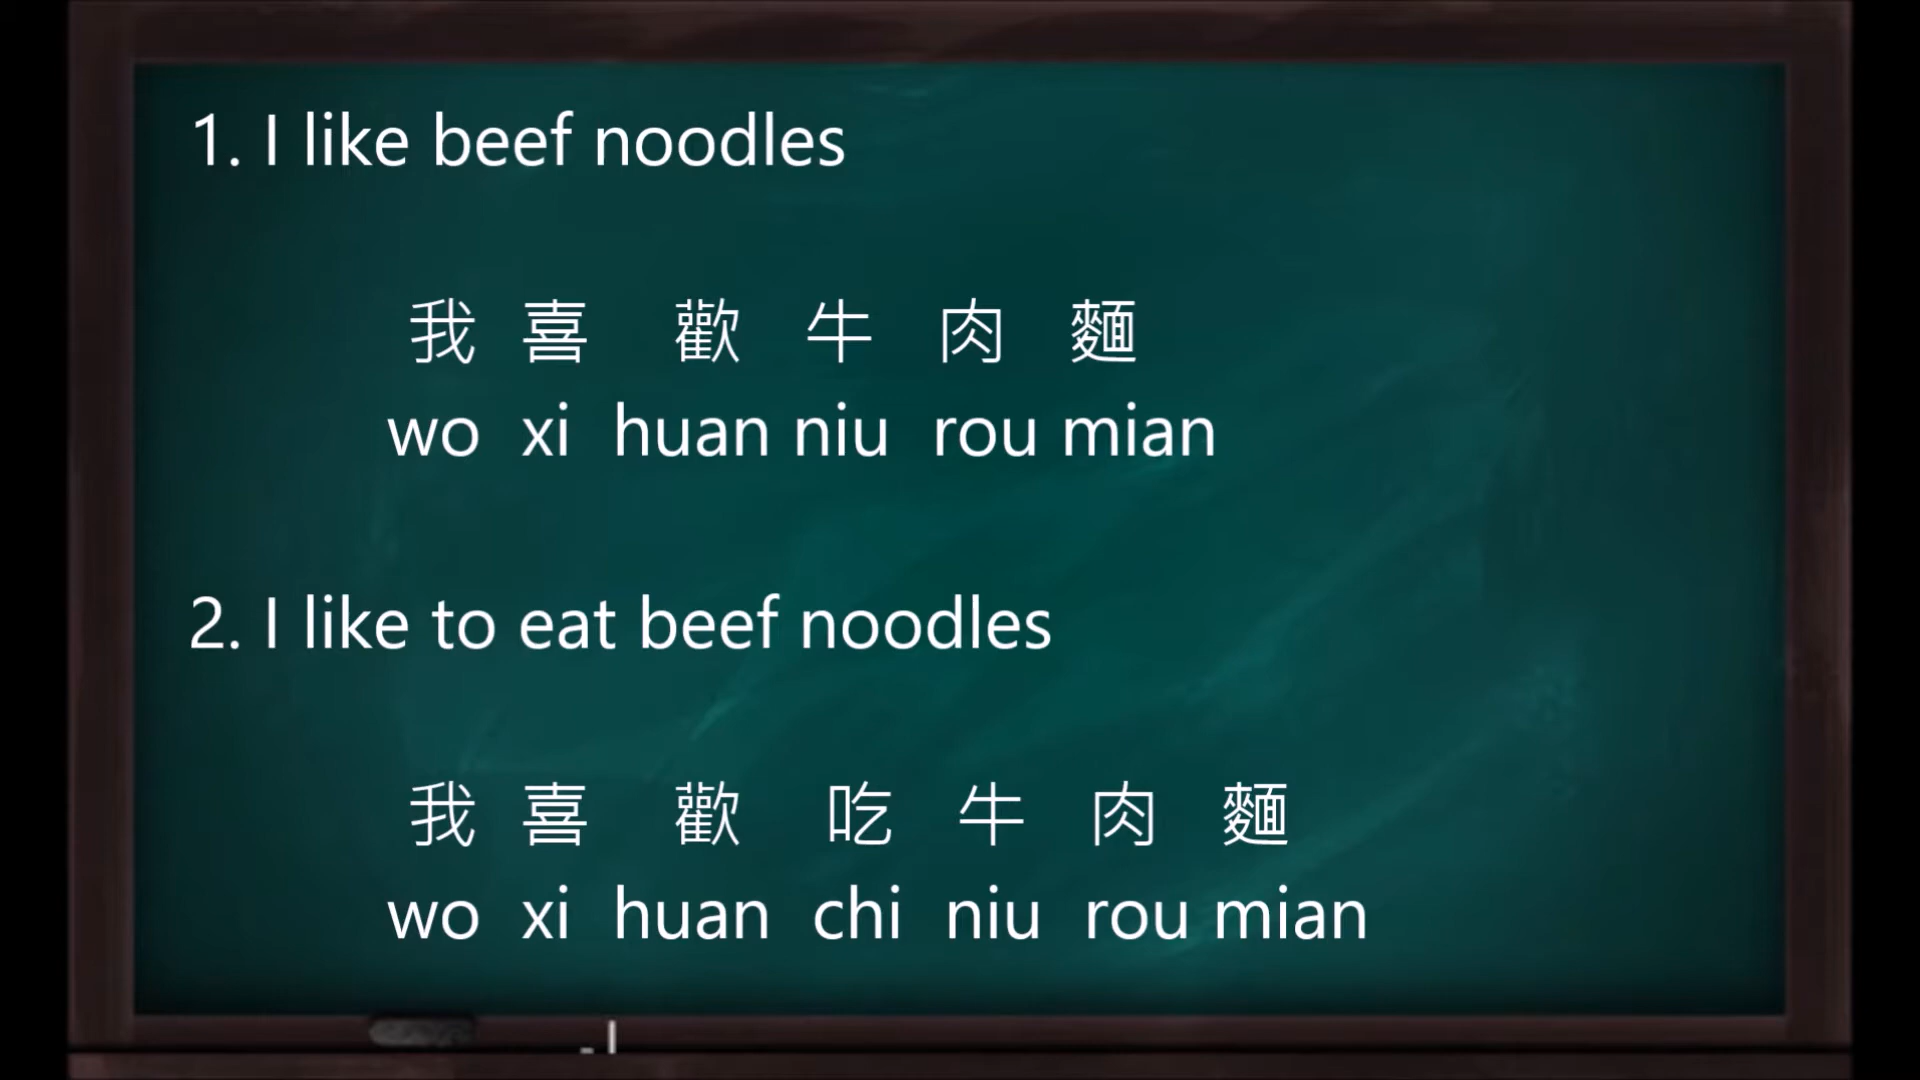 1. I like beef noodles
我 喜 歡 牛 肉 麵
wo xi huan niu rou mian
2. I like to eat beef noodles
我 喜 歡 吃 牛 肉 麵
wo xi huan chi niu rou mian